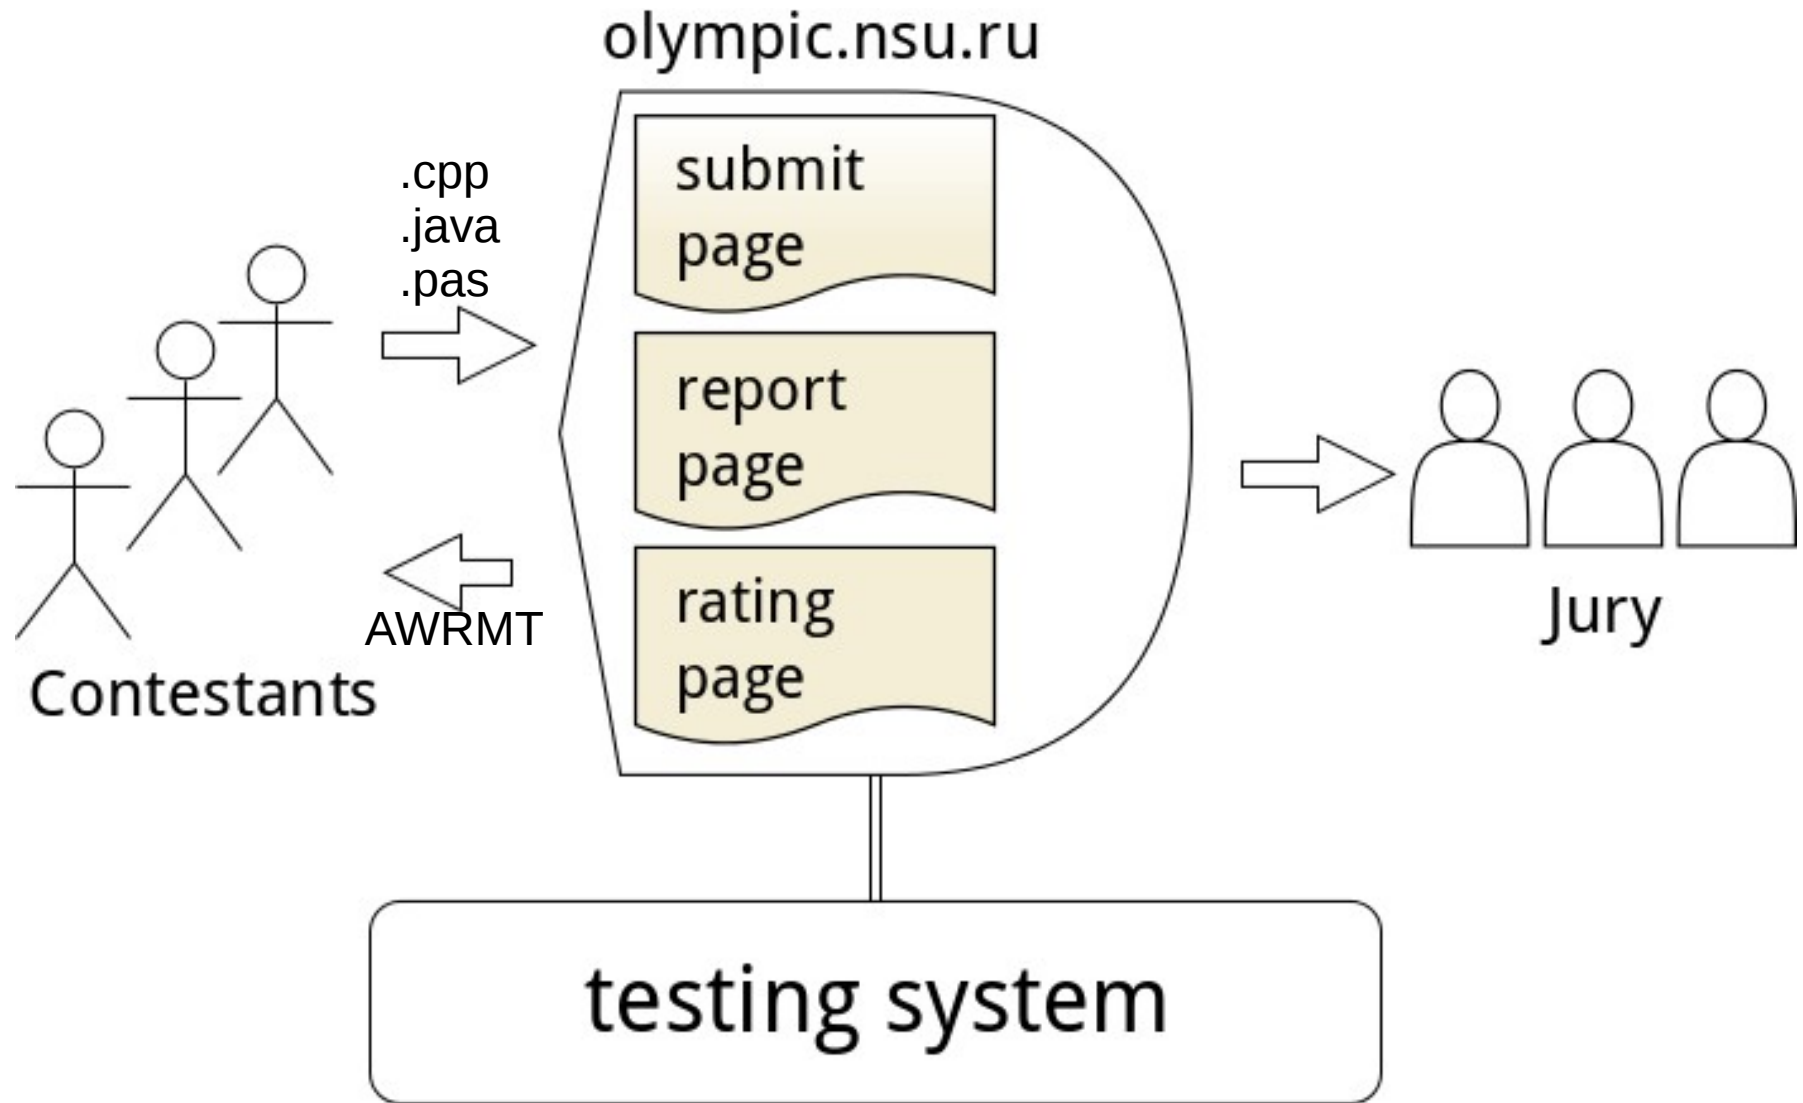 olympic.nsu.ru
.cpp
.java
.pas
AWRMT
Contestants
submit
page
report
page
rating
page
Jury
testing system